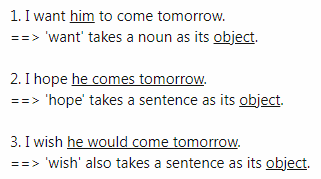 1. I want him to come tomorrow.
==> 'want' takes a noun as its object.
2. I hope he comes tomorrow.
==> 'hope' takes a sentence as its object.
3. I wish he would come tomorrow.
==> 'wish' also takes a sentence as its object.